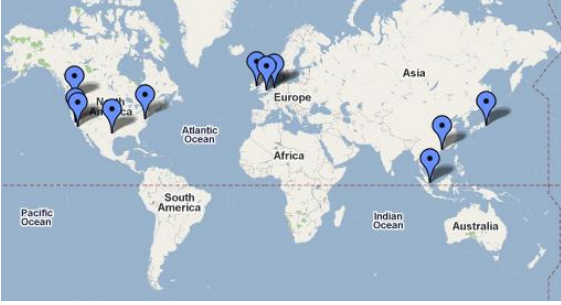 Asia
North
America
Europe
Atlantic
Ocean
Africa
South
America
Pacific
Ocean
Indian
Ocean
Australia